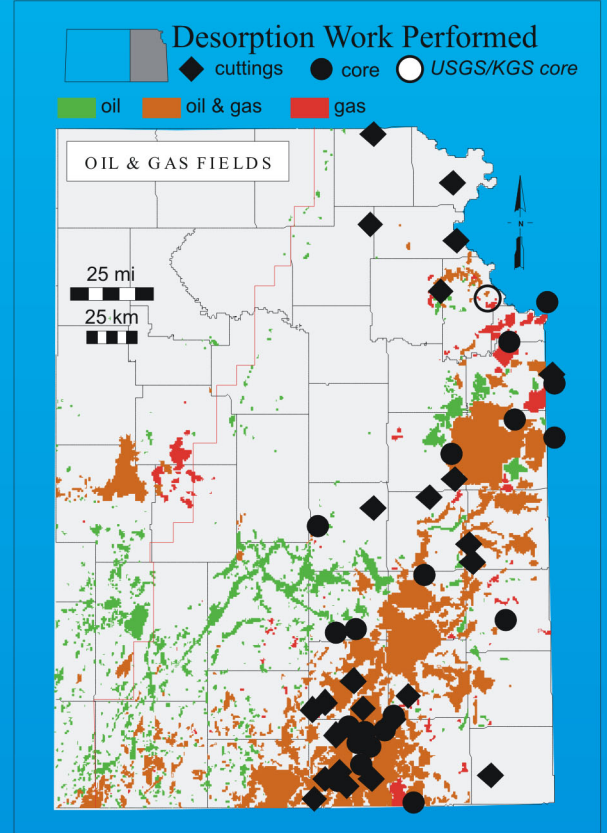 Desorption Work Performed
cuttings core USGS/KGS core
oil oil & gas gas
OIL & GAS FIELDS
N
25 mi
25 km